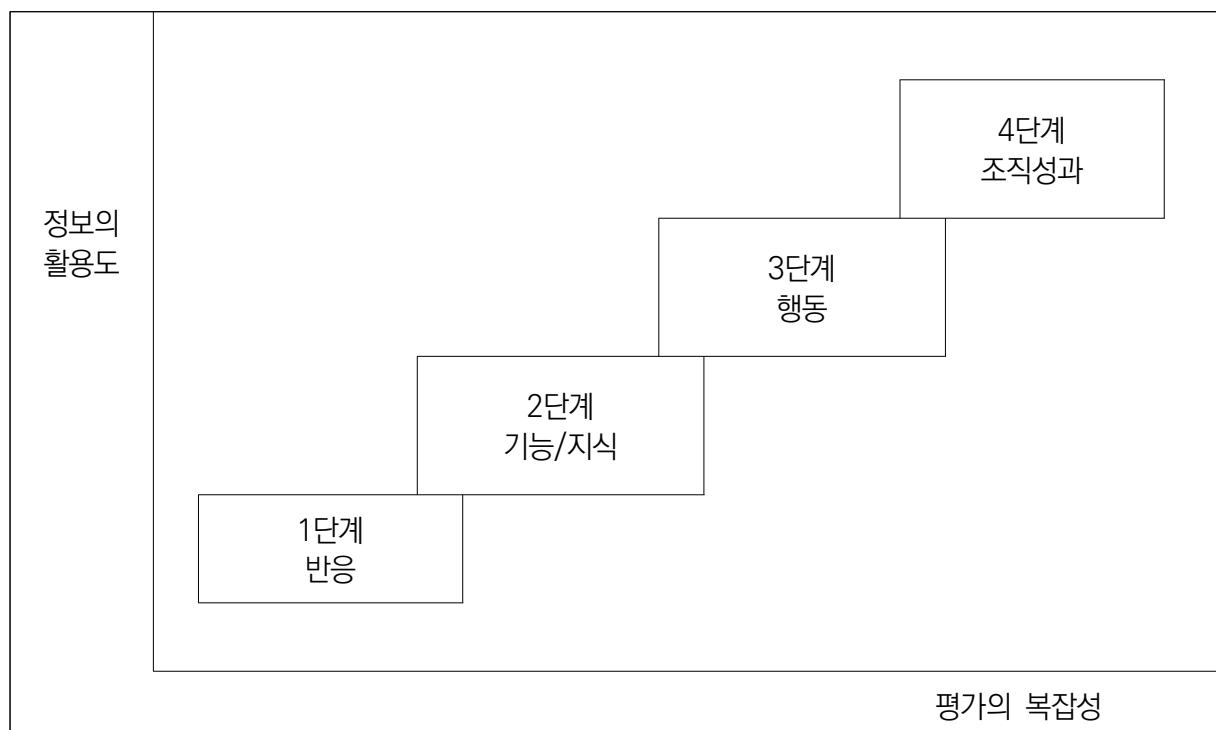 4단계
조직성과
정보의
활용도
3단계
행동
2단계
기능/지식
1단계
반응
평가의 복잡성